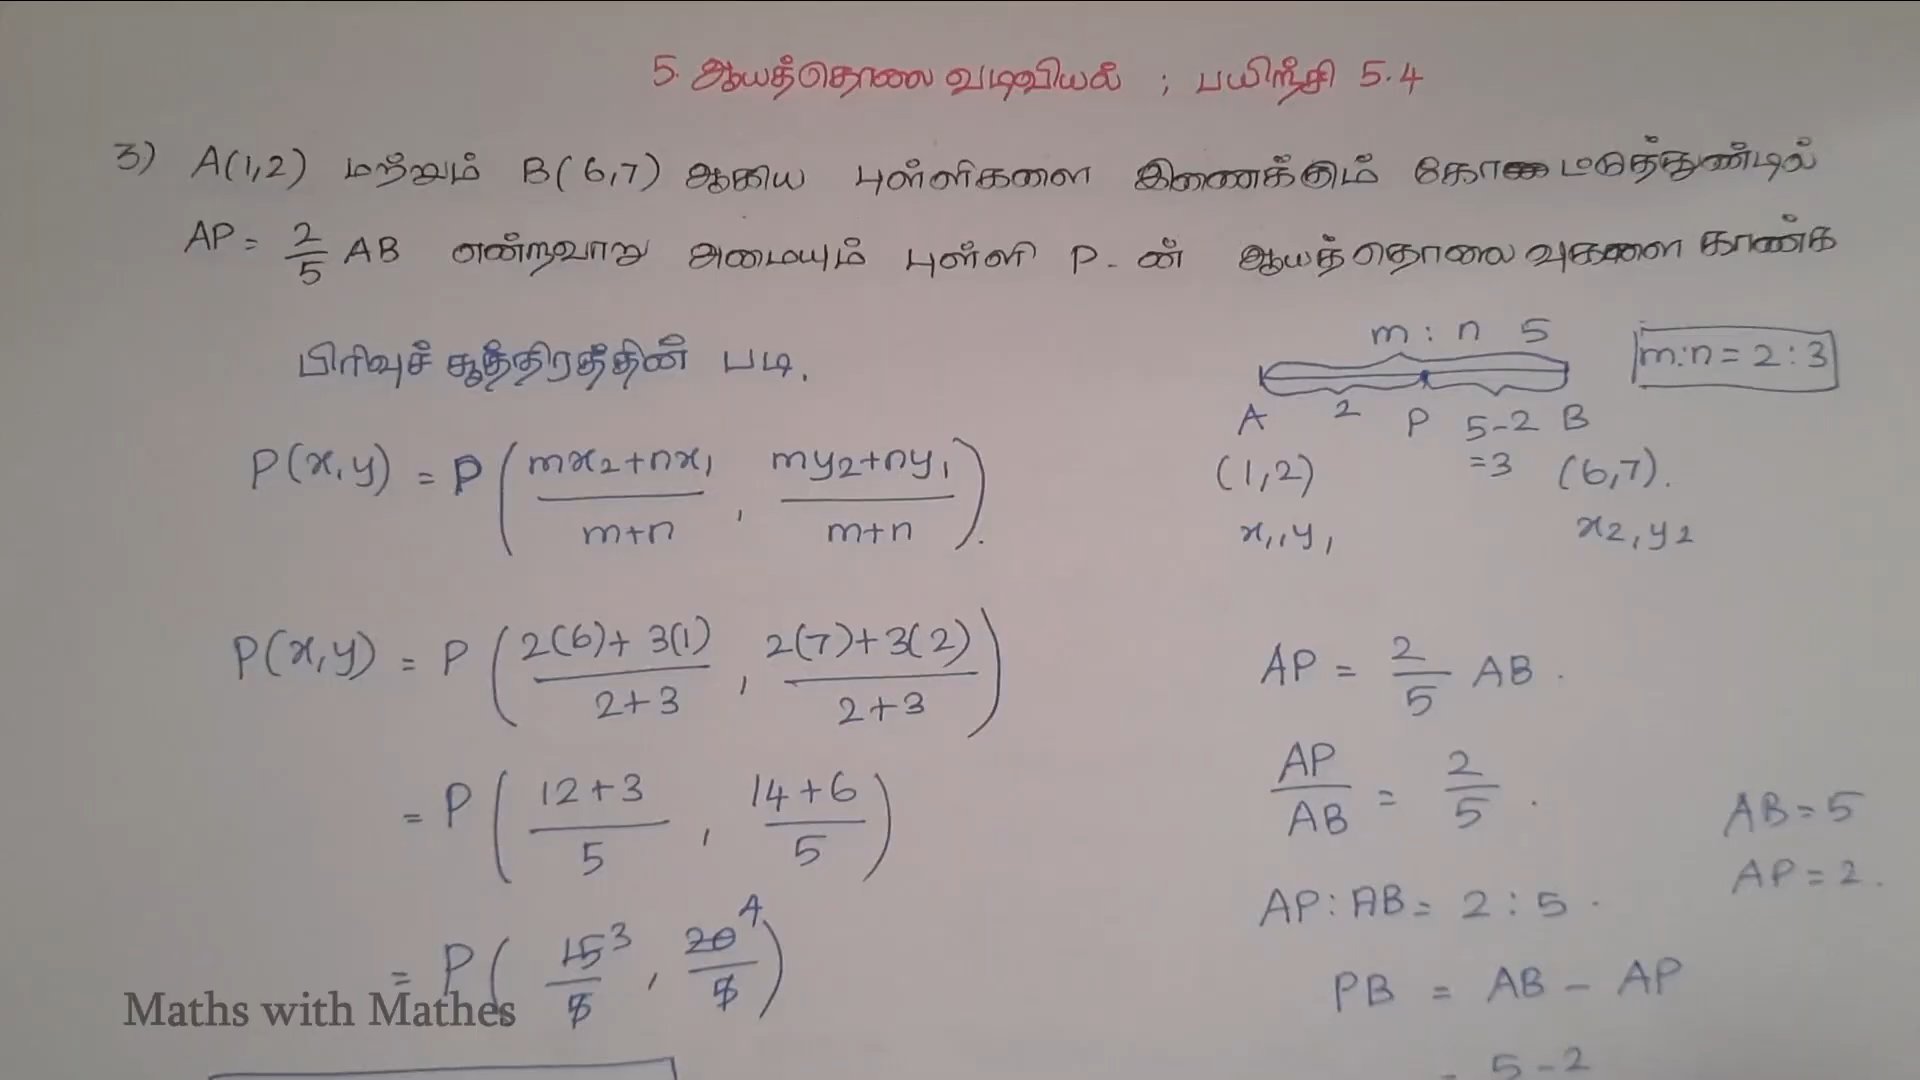 5. ஆயத்தொலை வடிவியல் ; பயிற்சி 5.4
3) A(1,2) மற்றும் B(6,7) ஆகிய புள்ளிகளை இணைக்கும் கோணமடுத்துண்டில்
AP = 2/5 AB என்றவாறு அமையும் புள்ளி P-ன் ஆயத்தொலைவுகளை காண்க
பிரிவுச் சூத்திரத்தின் படி.
m : n 5
m:n = 2 : 3
A 2 P 5-2 B
=3
(1,2) (6,7).
x1,y1 x2,y2
P(x,y) = P ( mx2+nx1 / m+n , my2+ny1 / m+n ).
P(x,y) = P ( 2(6)+3(1) / 2+3 , 2(7)+3(2) / 2+3 )
= P ( 12+3 / 5 , 14+6 / 5 )
= P ( 15 3 / 5 , 20 4 / 5 )
AP = 2/5 AB.
AP/AB = 2/5.
AB = 5
AP = 2.
AP : AB = 2 : 5.
PB = AB - AP
= 5-2
Maths with Mathes